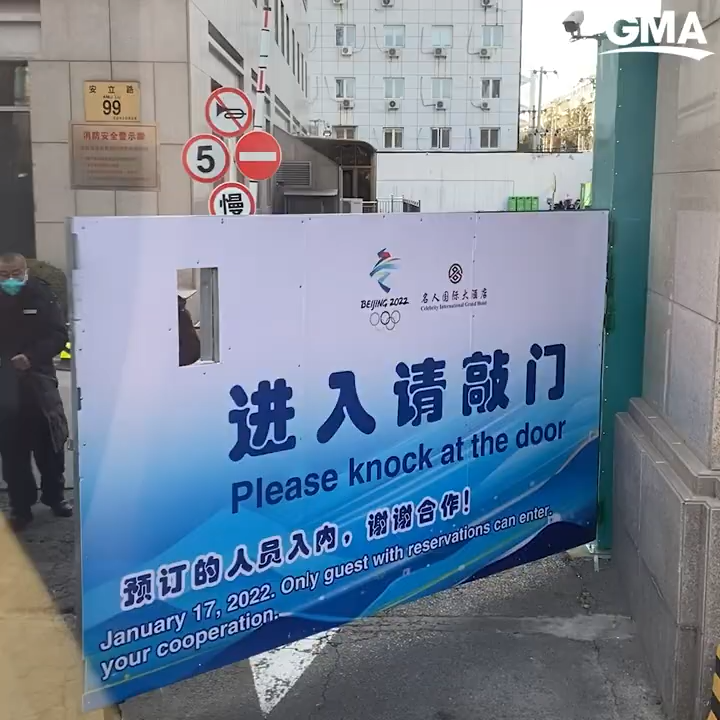 GMA
安立路
99
消防安全警示牌
5
慢
BEIJING 2022
名人国际大酒店
Celebrity International Grand Hotel
进入请敲门
Please knock at the door
预订的人员入内，谢谢合作！
January 17, 2022. Only guest with reservations can enter.
your cooperation.